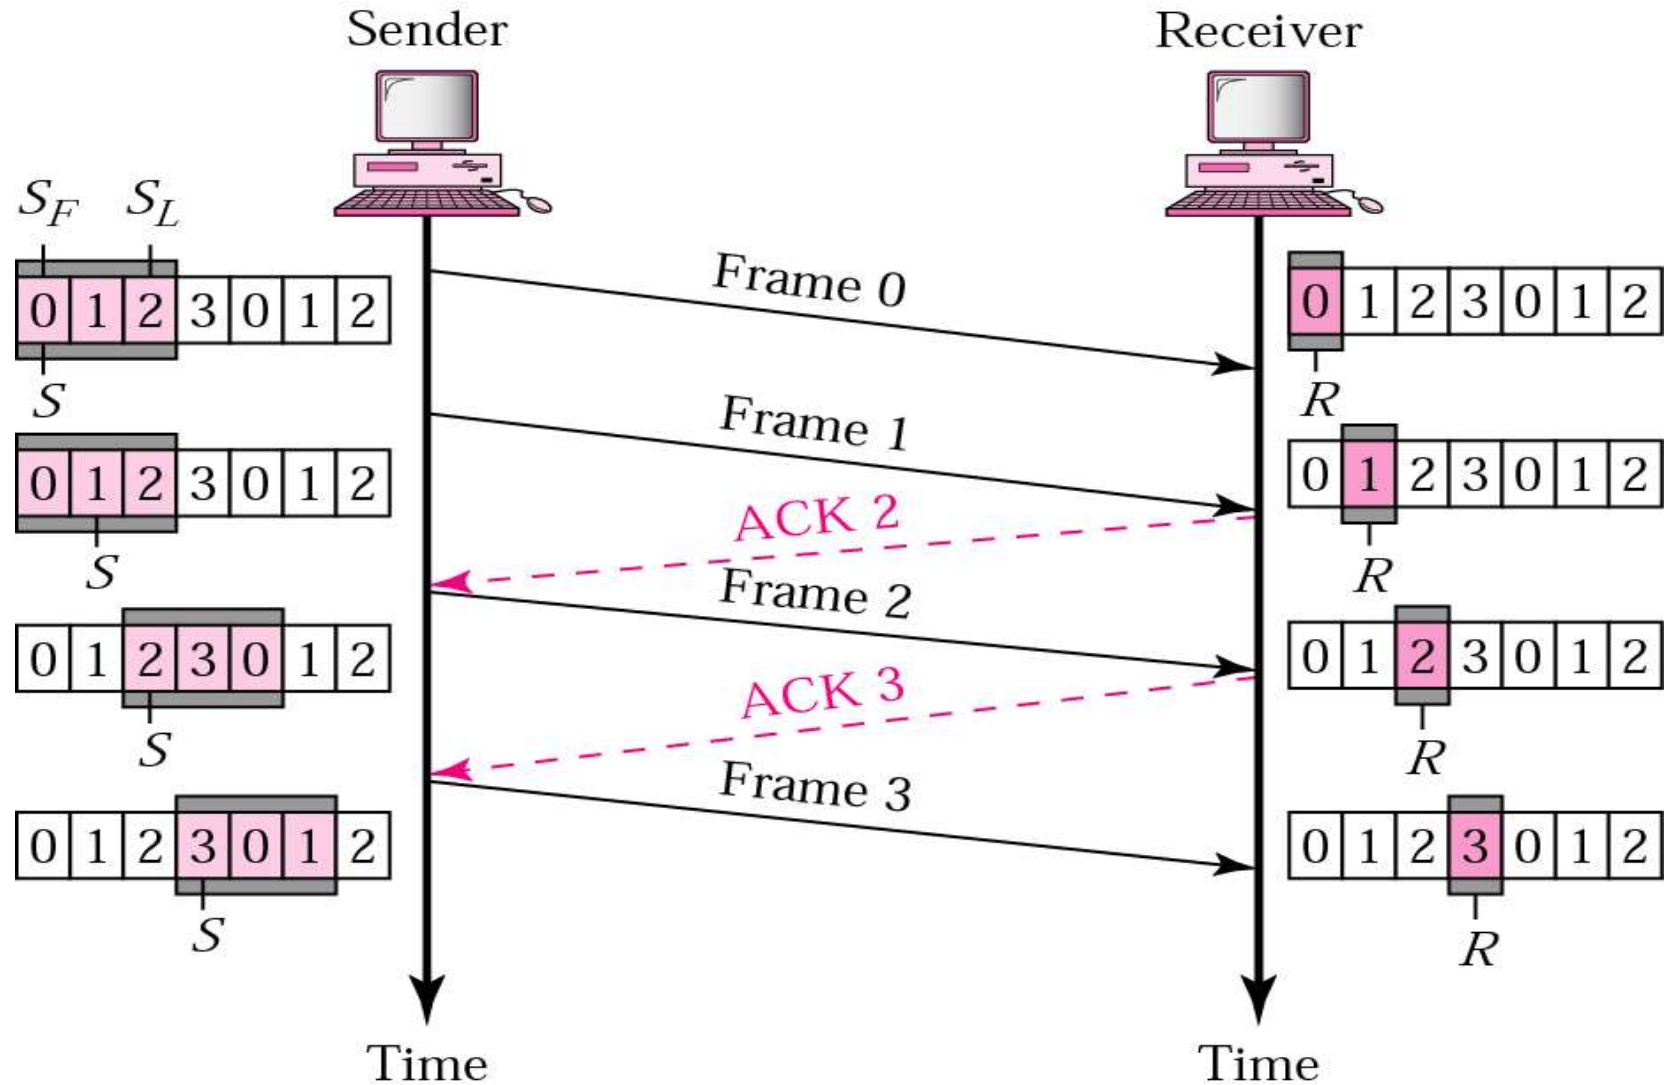 Sender
Receiver
S_F S_L
0 1 2 3 0 1 2
S
Frame 0
0 1 2 3 0 1 2
R
0 1 2 3 0 1 2
S
Frame 1
0 1 2 3 0 1 2
R
ACK 2
0 1 2 3 0 1 2
S
Frame 2
0 1 2 3 0 1 2
R
ACK 3
0 1 2 3 0 1 2
S
Frame 3
0 1 2 3 0 1 2
R
Time
Time